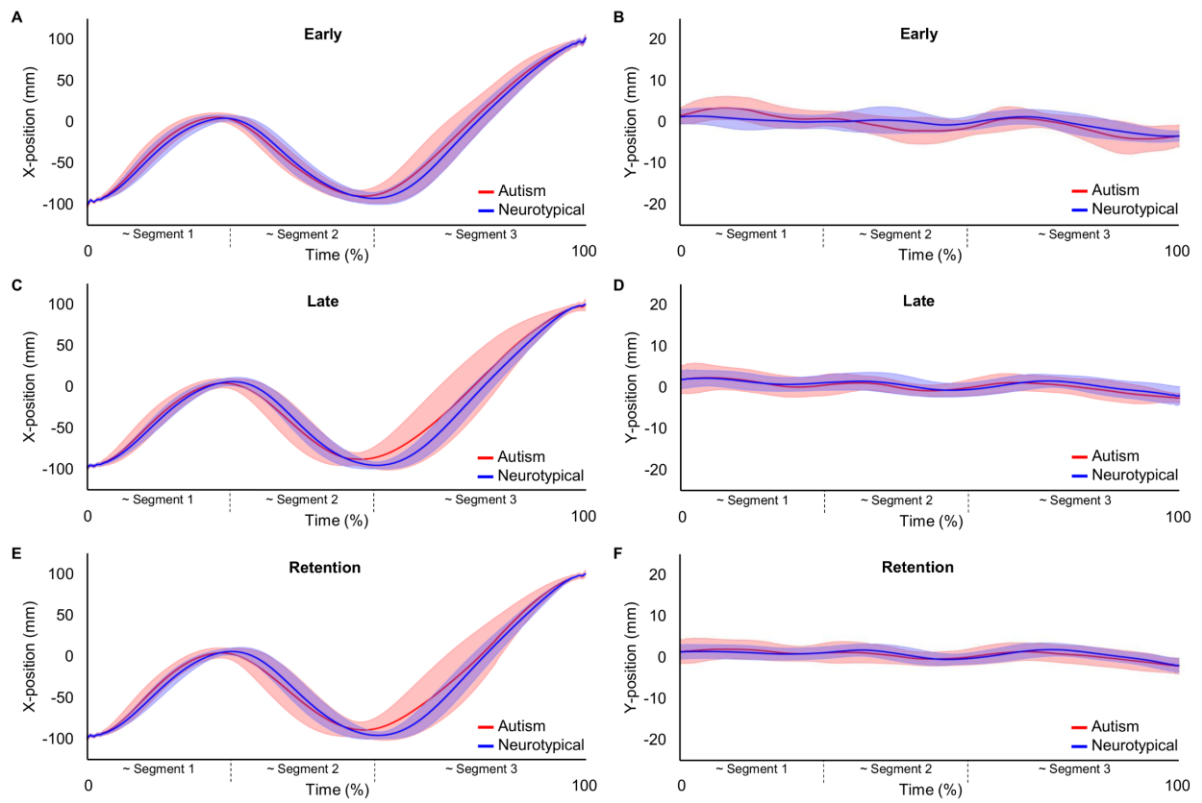 A
Early
X-position (mm)
100
50
0
-50
-100
Autism
Neurotypical
0
~ Segment 1
~ Segment 2
~ Segment 3
100
Time (%)
B
Early
Y-position (mm)
20
10
0
-10
-20
Autism
Neurotypical
0
~ Segment 1
~ Segment 2
~ Segment 3
100
Time (%)
C
Late
X-position (mm)
100
50
0
-50
-100
Autism
Neurotypical
0
~ Segment 1
~ Segment 2
~ Segment 3
100
Time (%)
D
Late
Y-position (mm)
20
10
0
-10
-20
Autism
Neurotypical
0
~ Segment 1
~ Segment 2
~ Segment 3
100
Time (%)
E
Retention
X-position (mm)
100
50
0
-50
-100
Autism
Neurotypical
0
~ Segment 1
~ Segment 2
~ Segment 3
100
Time (%)
F
Retention
Y-position (mm)
20
10
0
-10
-20
Autism
Neurotypical
0
~ Segment 1
~ Segment 2
~ Segment 3
100
Time (%)